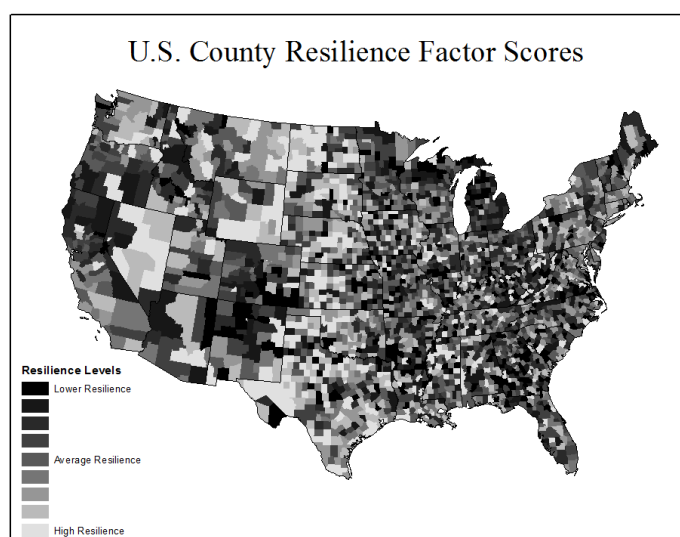 U.S. County Resilience Factor Scores
Resilience Levels
Lower Resilience
Average Resilience
High Resilience